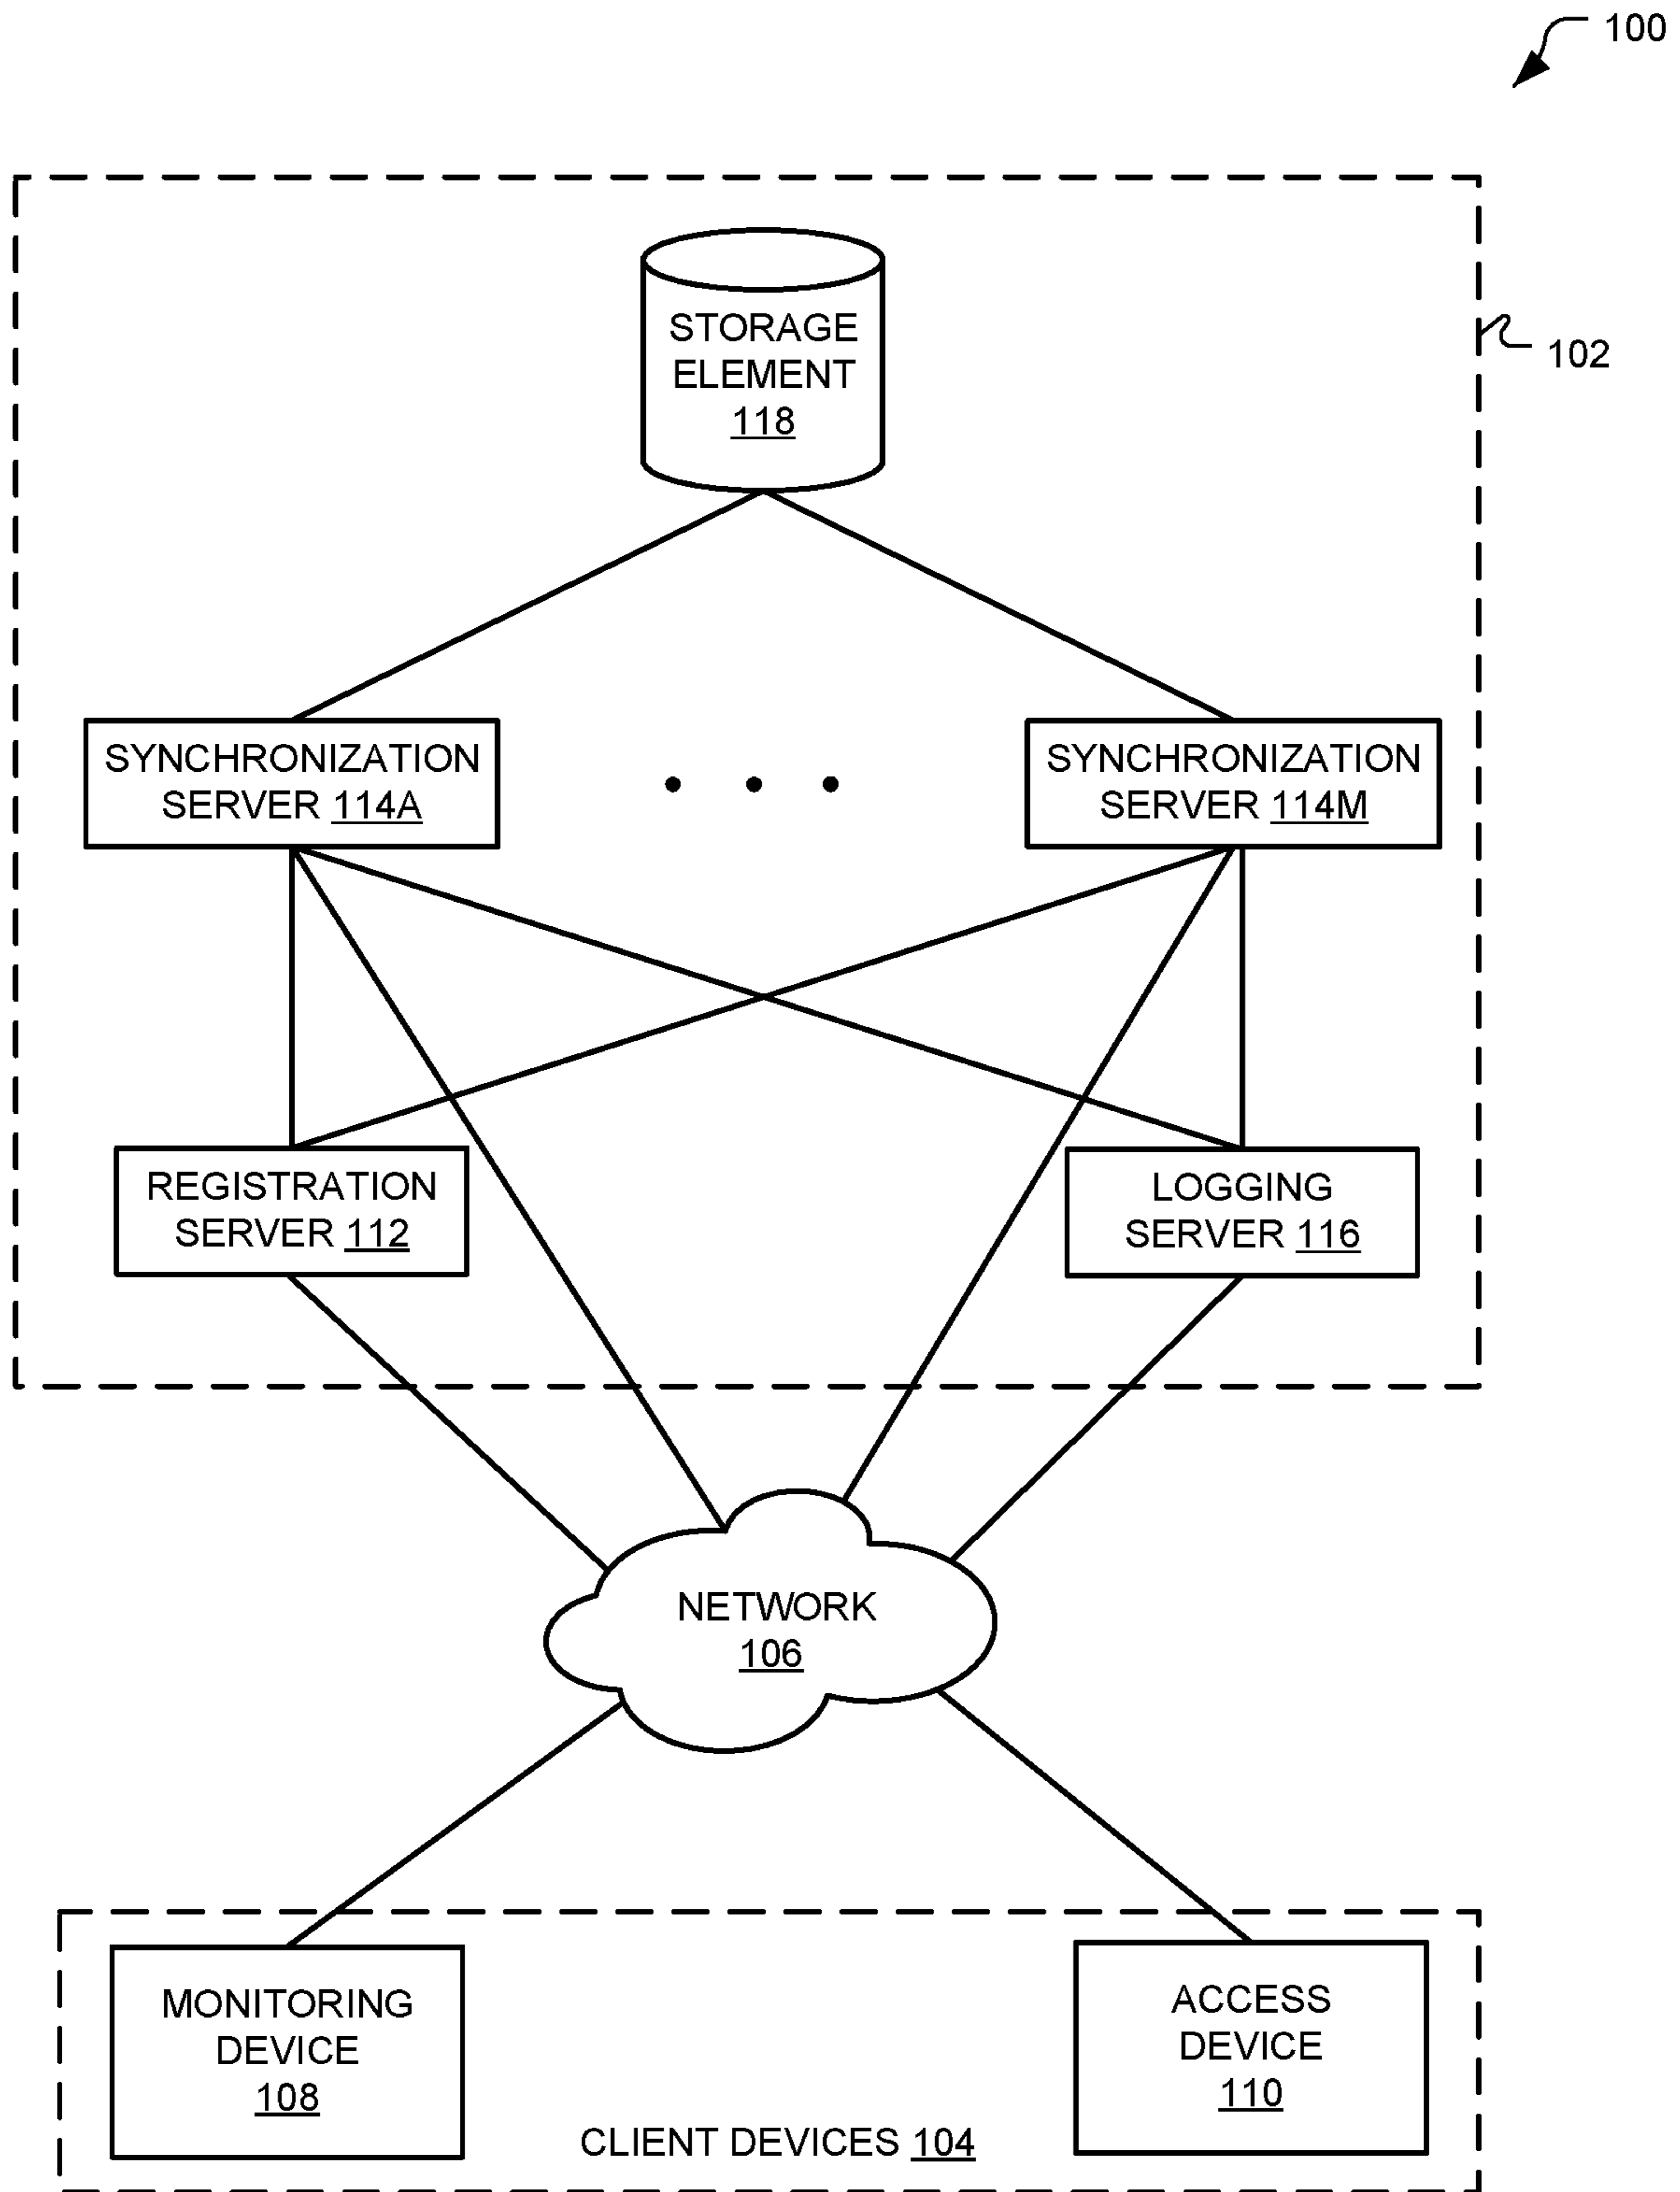 100
102
STORAGE
ELEMENT
118
SYNCHRONIZATION
SERVER 114A
SYNCHRONIZATION
SERVER 114M
REGISTRATION
SERVER 112
LOGGING
SERVER 116
NETWORK
106
MONITORING
DEVICE
108
ACCESS
DEVICE
110
CLIENT DEVICES 104